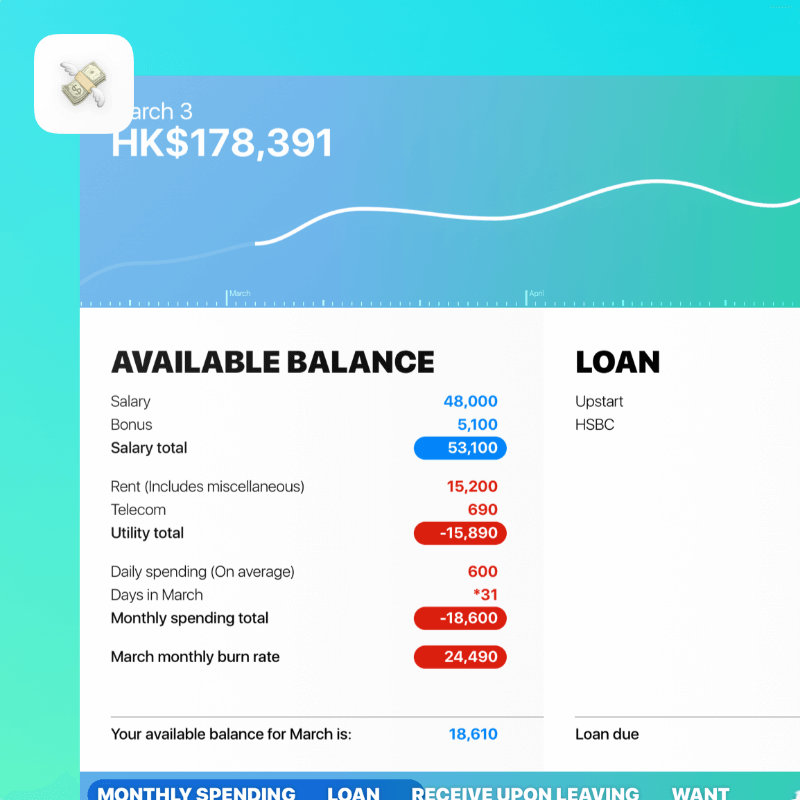 arch 3
HK$178,391
March
April
AVAILABLE BALANCE
Salary 48,000
Bonus 5,100
Salary total 53,100
Rent (Includes miscellaneous) 15,200
Telecom 690
Utility total -15,890
Daily spending (On average) 600
Days in March *31
Monthly spending total -18,600
March monthly burn rate 24,490
Your available balance for March is: 18,610
LOAN
Upstart
HSBC
Loan due
MONTHLY SPENDING LOAN RECEIVE UPON LEAVING WANT